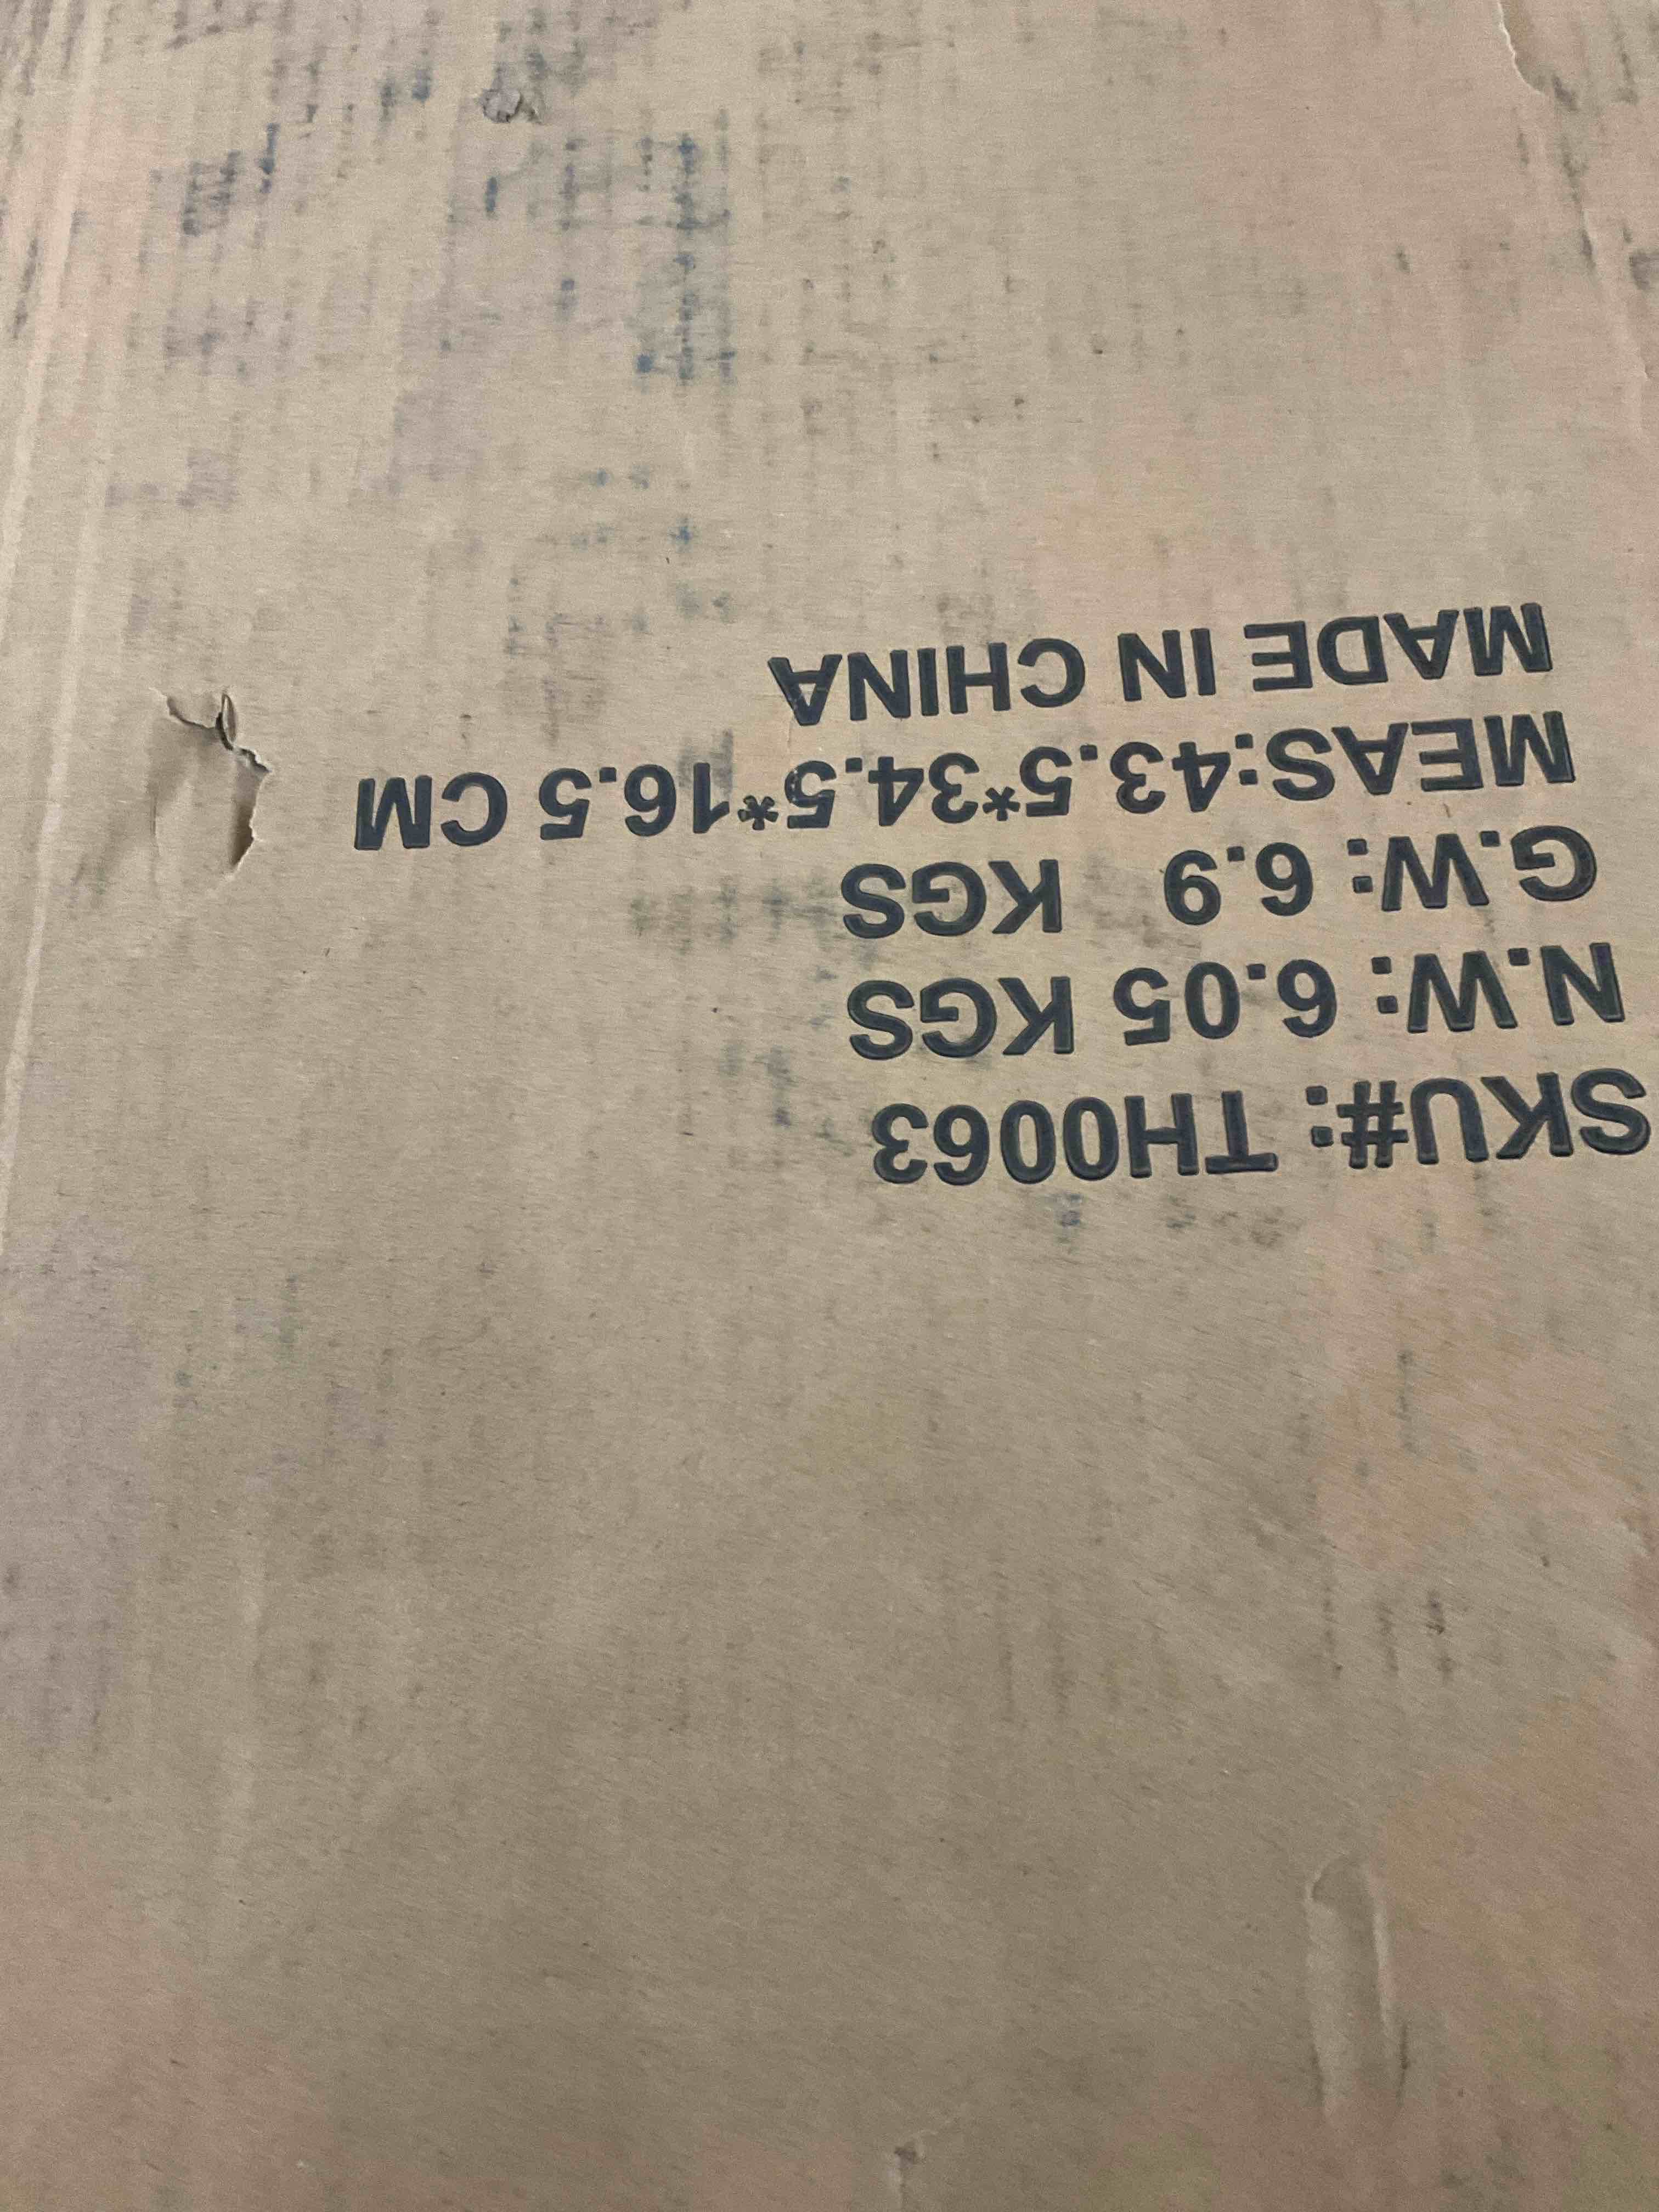 SKU#: TH0063
N.W: 6.05 KGS
G.W: 6.9 KGS
MEAS:43.5*34.5*16.5 CM
MADE IN CHINA